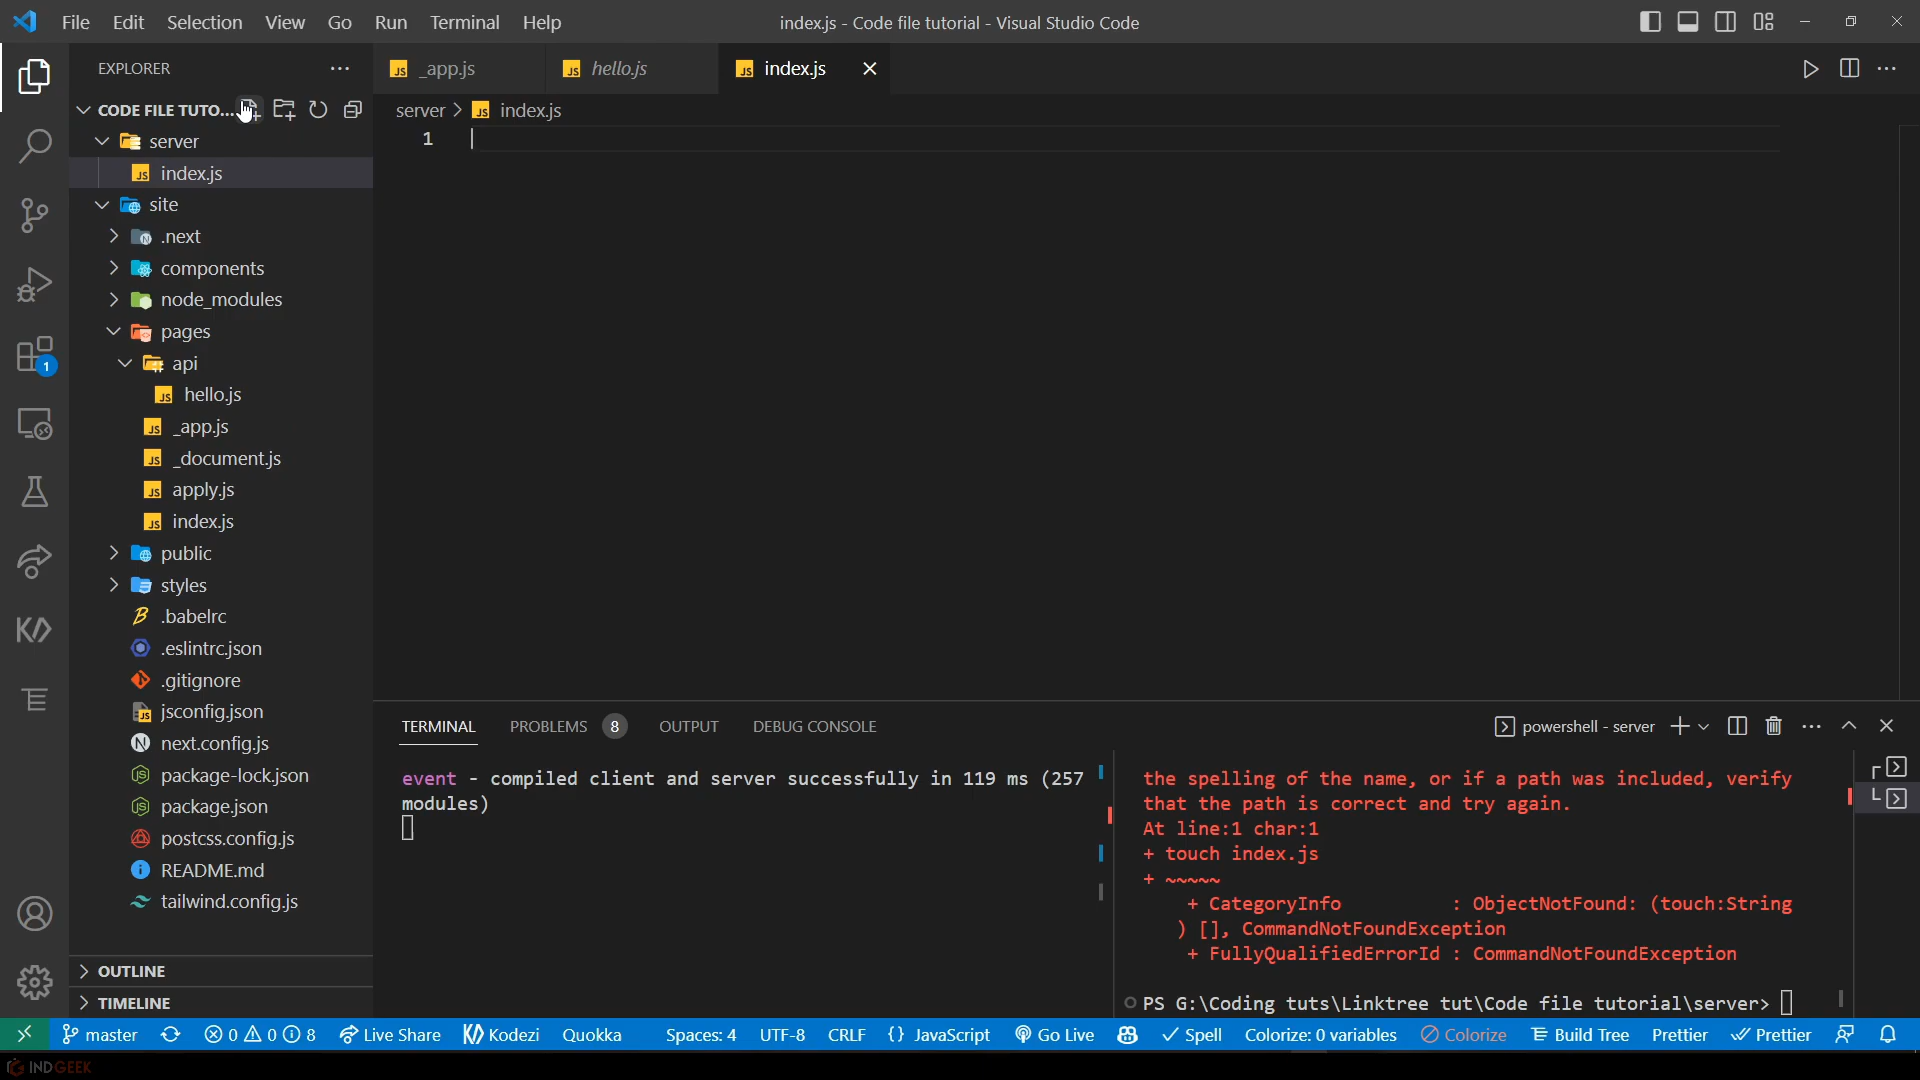 File Edit Selection View Go Run Terminal Help
index.js - Code file tutorial - Visual Studio Code
EXPLORER
_app.js
hello.js
index.js
CODE FILE TUTO...
server > index.js
1
server
index.js
site
.next
components
node_modules
pages
api
hello.js
_app.js
_document.js
apply.js
index.js
public
styles
.babelrc
.eslintrc.json
.gitignore
jsconfig.json
next.config.js
package-lock.json
package.json
postcss.config.js
README.md
tailwind.config.js
OUTLINE
TIMELINE
1
TERMINAL PROBLEMS 8 OUTPUT DEBUG CONSOLE
powershell - server
event - compiled client and server successfully in 119 ms (257
modules)
the spelling of the name, or if a path was included, verify
that the path is correct and try again.
At line:1 char:1
+ touch index.js
+ ~~~~~
+ CategoryInfo : ObjectNotFound: (touch:String
) [], CommandNotFoundException
+ FullyQualifiedErrorId : CommandNotFoundException
PS G:\Coding tuts\Linktree tut\Code file tutorial\server>
master 0 0 8 Live Share Kodezi Quokka Spaces: 4 UTF-8 CRLF {} JavaScript Go Live Spell Colorize: 0 variables Colorize Build Tree Prettier Prettier
INDGEEK